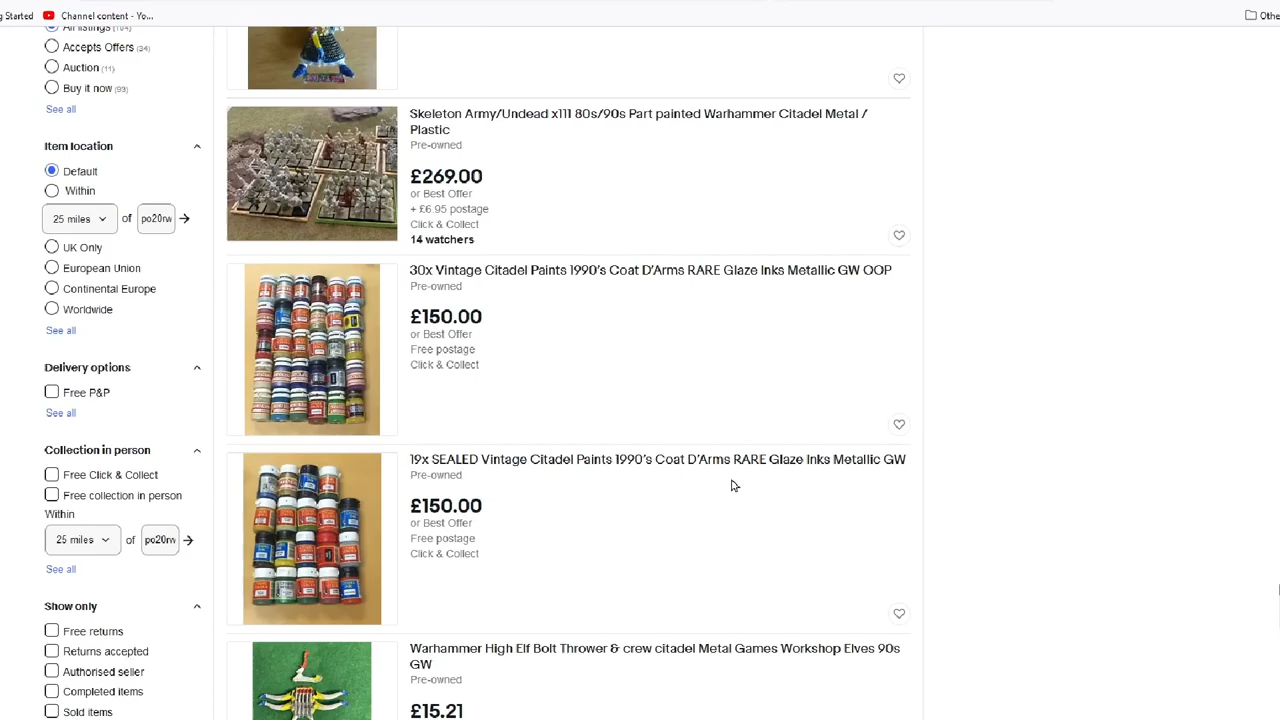 g Started
Channel content - Yo...
Othe
All listings (104)
Accepts Offers (24)
Auction (11)
Buy it now (93)
See all
Item location
Default
Within
25 miles of po20rw
UK Only
European Union
Continental Europe
Worldwide
See all
Delivery options
Free P&P
See all
Collection in person
Free Click & Collect
Free collection in person
Within
25 miles of po20rw
See all
Show only
Free returns
Returns accepted
Authorised seller
Completed items
Sold items
Skeleton Army/Undead x111 80s/90s Part painted Warhammer Citadel Metal /
Plastic
Pre-owned
£269.00
or Best Offer
+ £6.95 postage
Click & Collect
14 watchers
30x Vintage Citadel Paints 1990's Coat D'Arms RARE Glaze Inks Metallic GW OOP
Pre-owned
£150.00
or Best Offer
Free postage
Click & Collect
19x SEALED Vintage Citadel Paints 1990's Coat D'Arms RARE Glaze Inks Metallic GW
Pre-owned
£150.00
or Best Offer
Free postage
Click & Collect
Warhammer High Elf Bolt Thrower & crew citadel Metal Games Workshop Elves 90s
GW
Pre-owned
£15.21